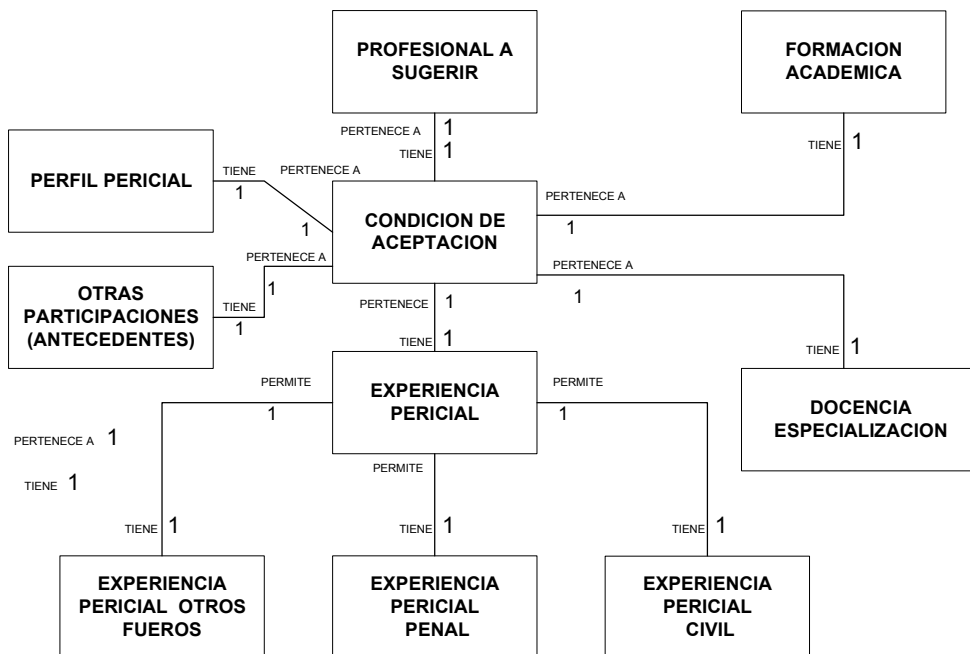 PROFESIONAL A
SUGERIR
FORMACION
ACADEMICA
PERTENECE A 1
TIENE 1
TIENE 1
PERFIL PERICIAL
TIENE
1
PERTENECE A
1
CONDICION DE
ACEPTACION
PERTENECE A
1
OTRAS
PARTICIPACIONES
(ANTECEDENTES)
TIENE
1
PERTENECE A
1
PERTENECE A
1
PERTENECE 1
TIENE 1
TIENE 1
EXPERIENCIA
PERICIAL
DOCENCIA
ESPECIALIZACION
PERMITE
1
PERMITE
1
PERMITE
PERTENECE A 1
TIENE 1
TIENE 1
TIENE 1
TIENE 1
EXPERIENCIA
PERICIAL OTROS
FUEROS
EXPERIENCIA
PERICIAL
PENAL
EXPERIENCIA
PERICIAL
CIVIL